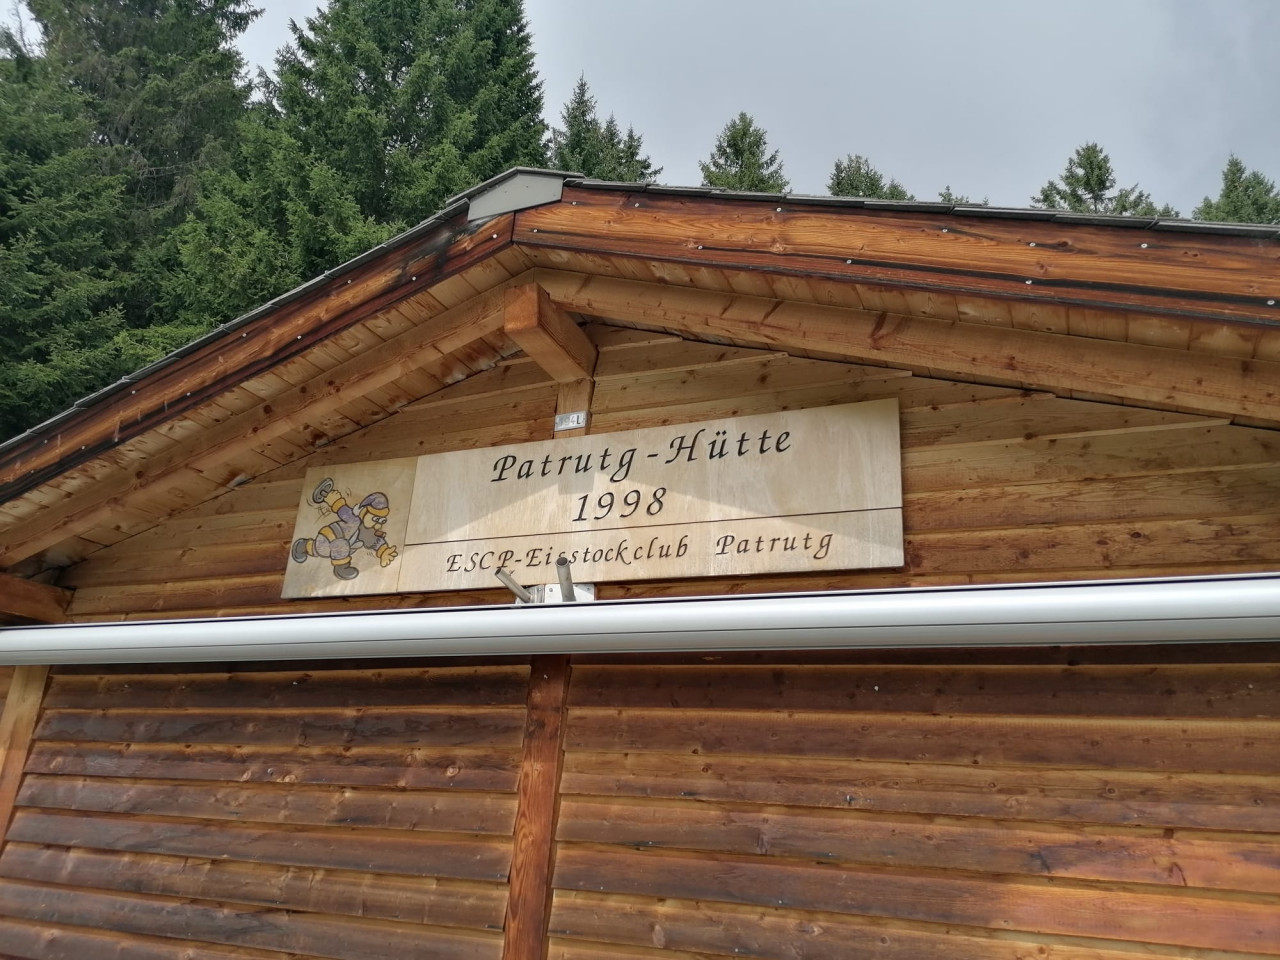 Patrutg-Hütte
1998
ESCP-Eisstockclub Patrutg